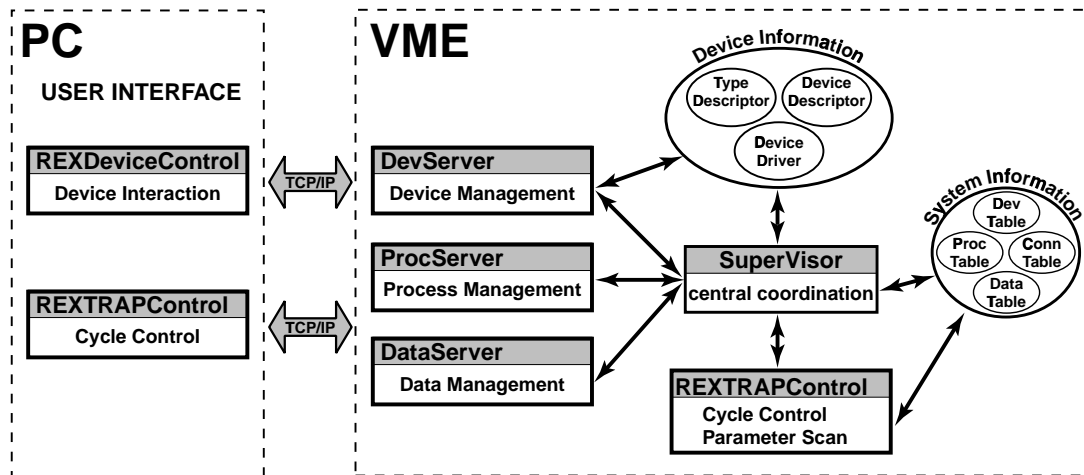 PC
USER INTERFACE
REXDeviceControl
Device Interaction
REXTRAPControl
Cycle Control
TCP/IP
TCP/IP
VME
DevServer
Device Management
ProcServer
Process Management
DataServer
Data Management
Device Information
Type
Descriptor
Device
Descriptor
Device
Driver
SuperVisor
central coordination
REXTRAPControl
Cycle Control
Parameter Scan
System Information
Dev
Table
Proc
Table
Conn
Table
Data
Table